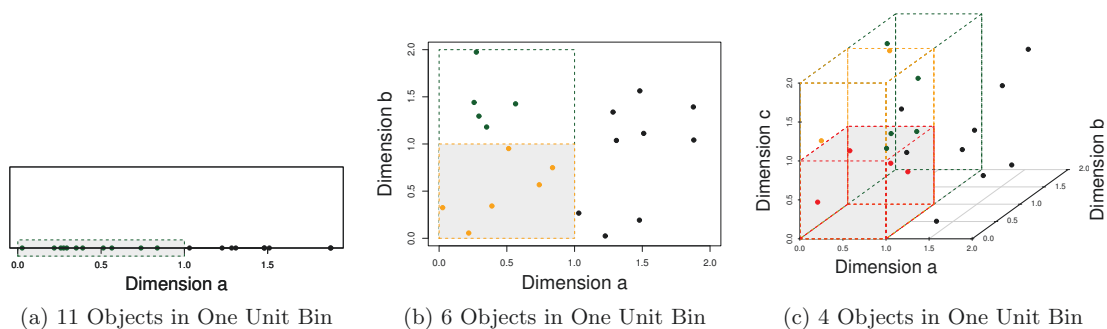 0.0 0.5 1.0 1.5
Dimension a
(a) 11 Objects in One Unit Bin
2.0
1.5
1.0
0.5
0.0
Dimension b
0.0 0.5 1.0 1.5 2.0
Dimension a
(b) 6 Objects in One Unit Bin
2.0
1.5
1.0
0.5
0.0
Dimension c
0.0 0.5 1.0 1.5 2.0
Dimension a
0.0
0.5
1.0
1.5
2.0
Dimension b
(c) 4 Objects in One Unit Bin